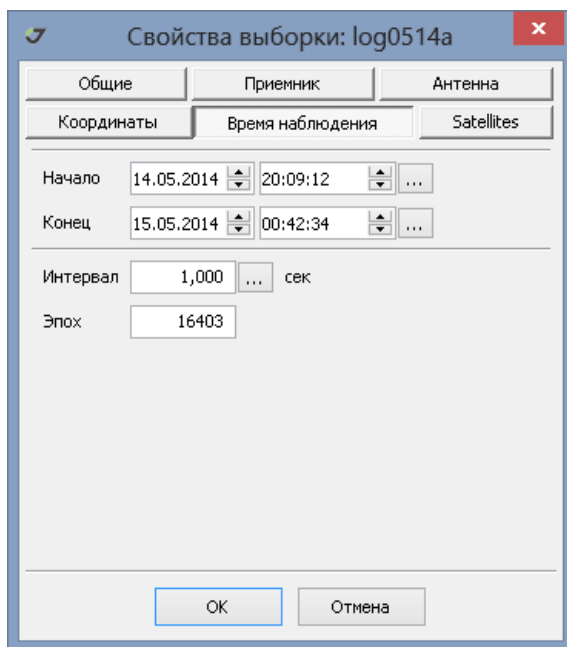 Свойства выборки: log0514a
Общие Приемник Антенна
Координаты Время наблюдения Satellites
Начало 14.05.2014 20:09:12 ...
Конец 15.05.2014 00:42:34 ...
Интервал 1,000 ... сек
Эпох 16403
OK Отмена